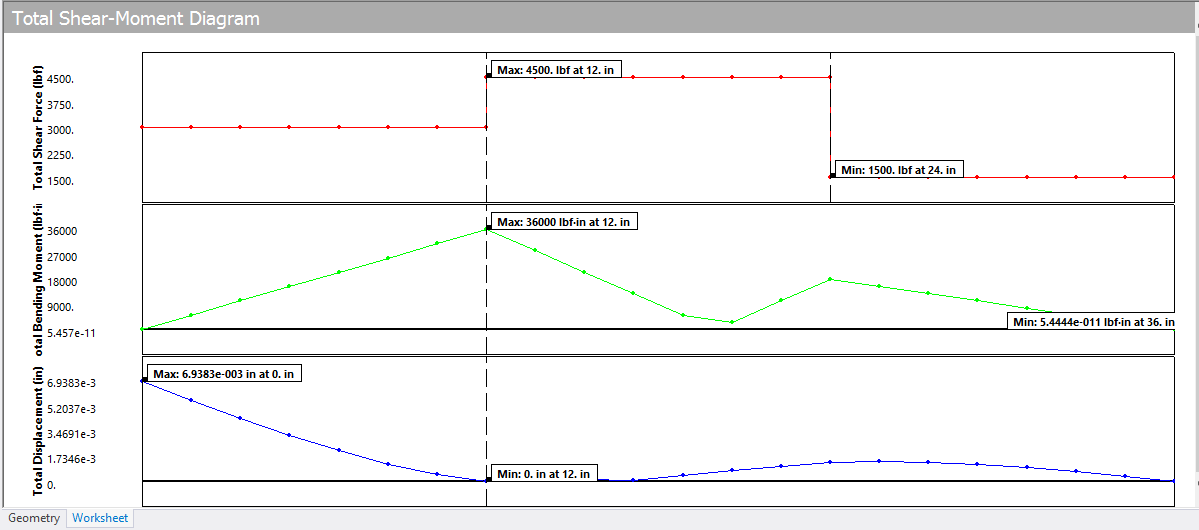 Total Shear-Moment Diagram
Total Shear Force (lbf)
4500.
3750.
3000.
2250.
1500.
Max: 4500. lbf at 12. in
Min: 1500. lbf at 24. in
otal Bending Moment (lbf·i
36000
27000
18000
9000.
5.457e-11
Max: 36000 lbf·in at 12. in
Min: 5.4444e-011 lbf·in at 36. in
Total Displacement (in)
6.9383e-3
5.2037e-3
3.4691e-3
1.7346e-3
0.
Max: 6.9383e-003 in at 0. in
Min: 0. in at 12. in
Geometry Worksheet